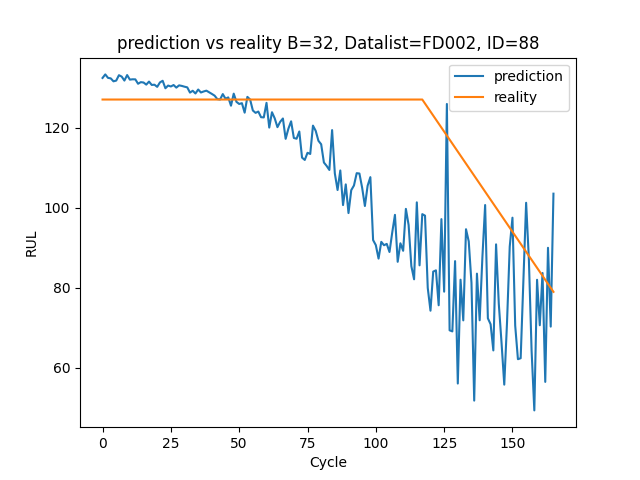 prediction vs reality B=32, Datalist=FD002, ID=88
prediction
reality
RUL
120
100
80
60
0 25 50 75 100 125 150
Cycle